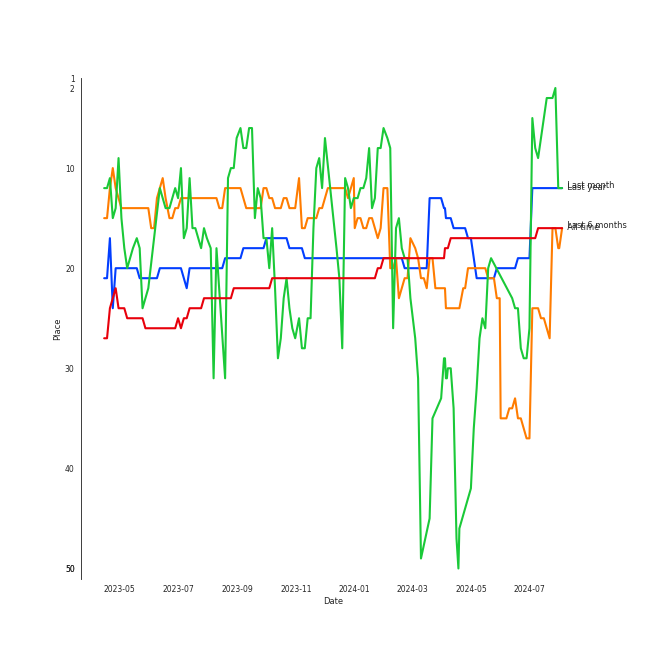 1
2
10
20
30
40
50
Place
2023-05
2023-07
2023-09
2023-11
2024-01
2024-03
2024-05
2024-07
Date
Last month
Last year
Last 6 months
All time